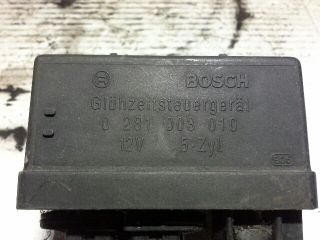 BOSCH
Glühzeitsteuergerät
0 281 003 010
12V 5-Zyl